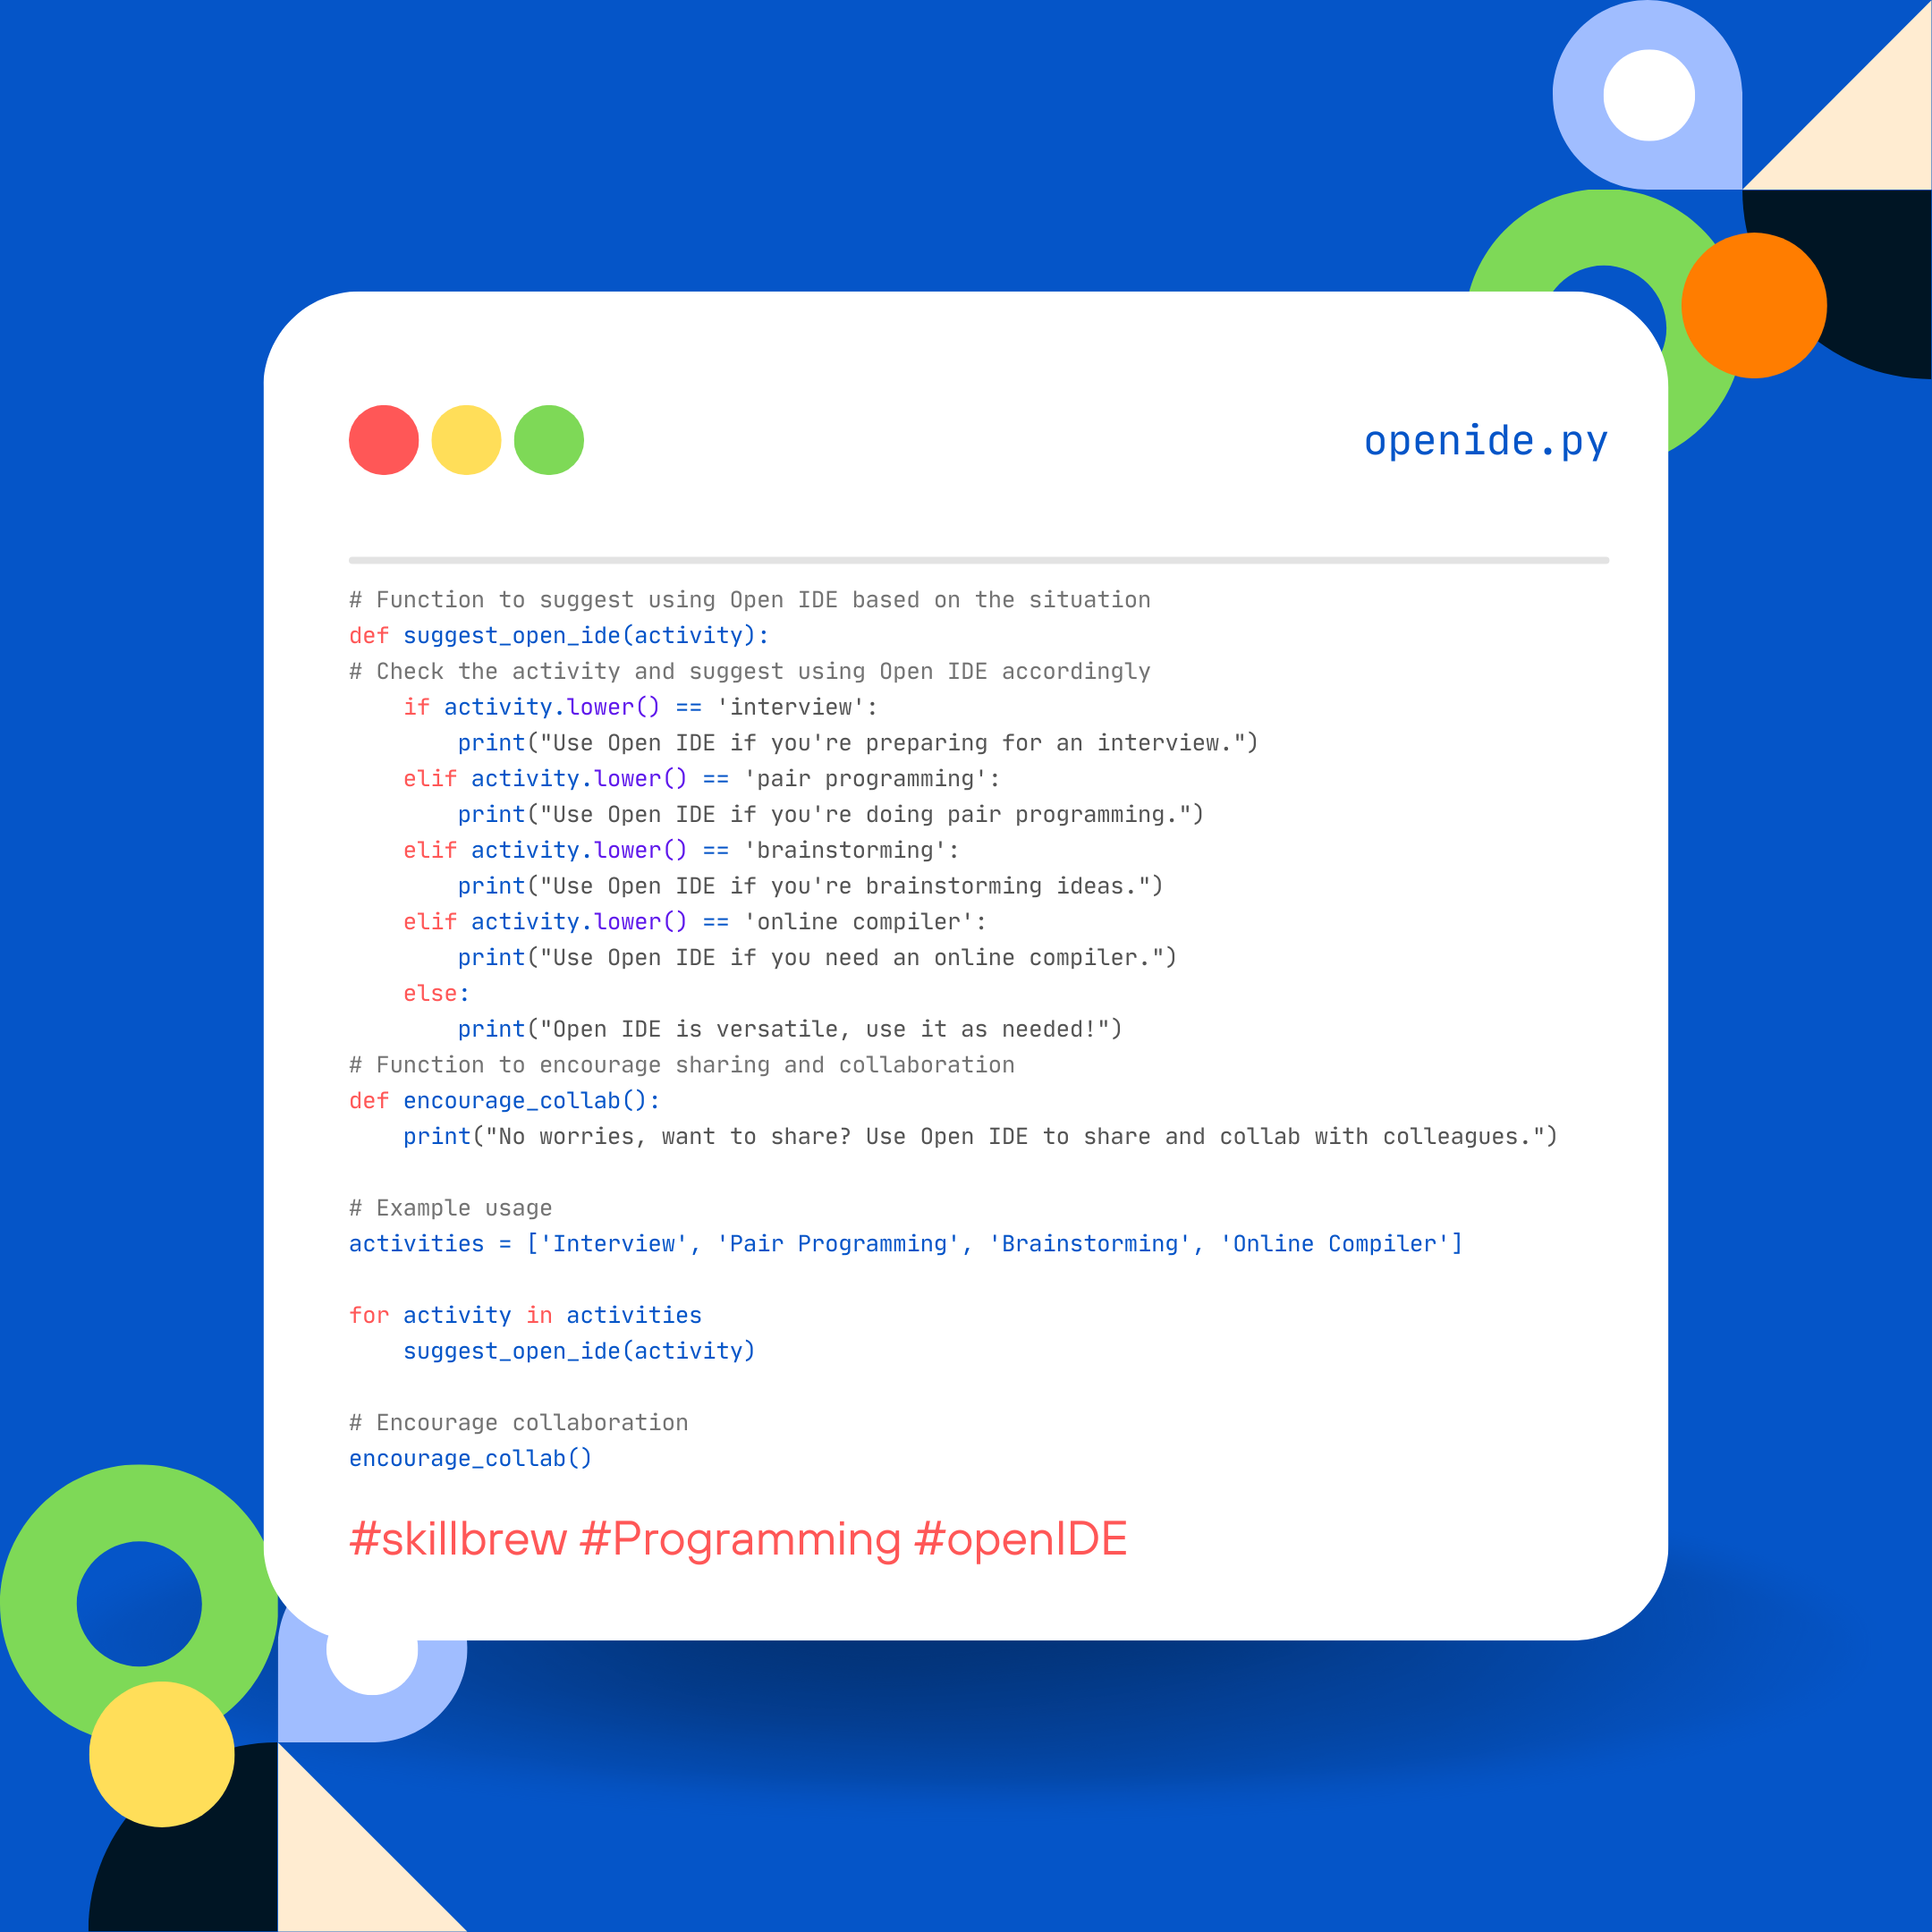 openide.py
# Function to suggest using Open IDE based on the situation
def suggest_open_ide(activity):
# Check the activity and suggest using Open IDE accordingly
    if activity.lower() == 'interview':
        print("Use Open IDE if you're preparing for an interview.")
    elif activity.lower() == 'pair programming':
        print("Use Open IDE if you're doing pair programming.")
    elif activity.lower() == 'brainstorming':
        print("Use Open IDE if you're brainstorming ideas.")
    elif activity.lower() == 'online compiler':
        print("Use Open IDE if you need an online compiler.")
    else:
        print("Open IDE is versatile, use it as needed!")
# Function to encourage sharing and collaboration
def encourage_collab():
    print("No worries, want to share? Use Open IDE to share and collab with colleagues.")
# Example usage
activities = ['Interview', 'Pair Programming', 'Brainstorming', 'Online Compiler']
for activity in activities
    suggest_open_ide(activity)
# Encourage collaboration
encourage_collab()
#skillbrew #Programming #openIDE